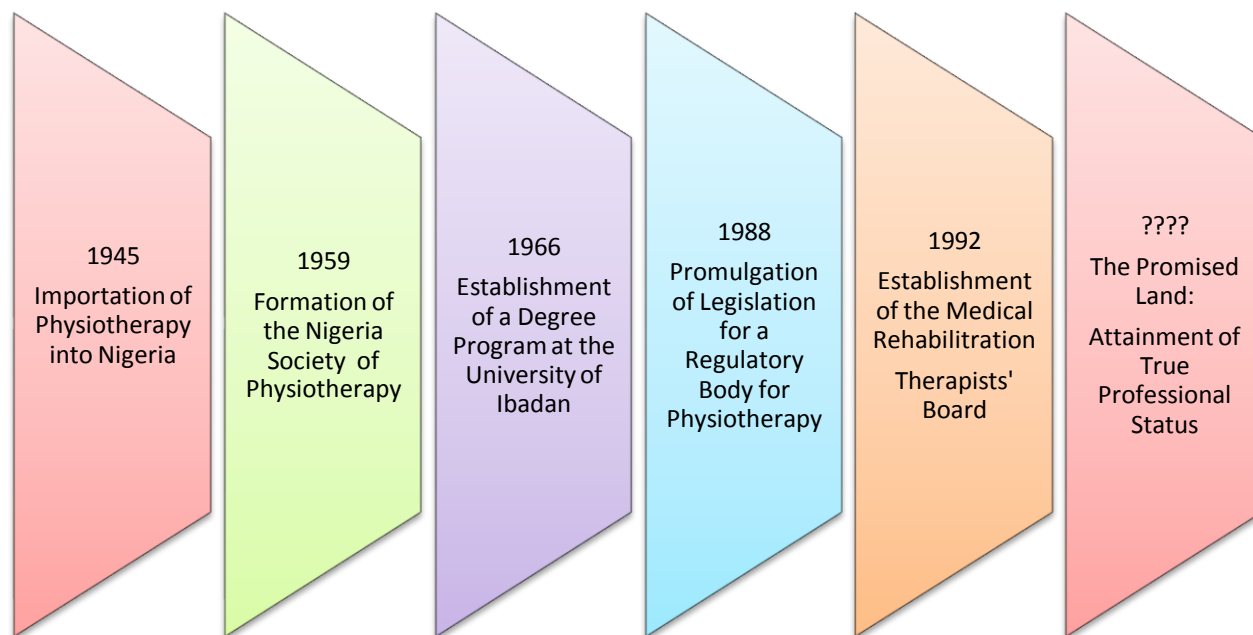 1945
Importation of
Physiotherapy
into Nigeria
1959
Formation of
the Nigeria
Society of
Physiotherapy
1966
Establishment
of a Degree
Program at the
University of
Ibadan
1988
Promulgation
of Legislation
for a
Regulatory
Body for
Physiotherapy
1992
Establishment
of the Medical
Rehabilitration
Therapists'
Board
????
The Promised
Land:
Attainment of
True
Professional
Status